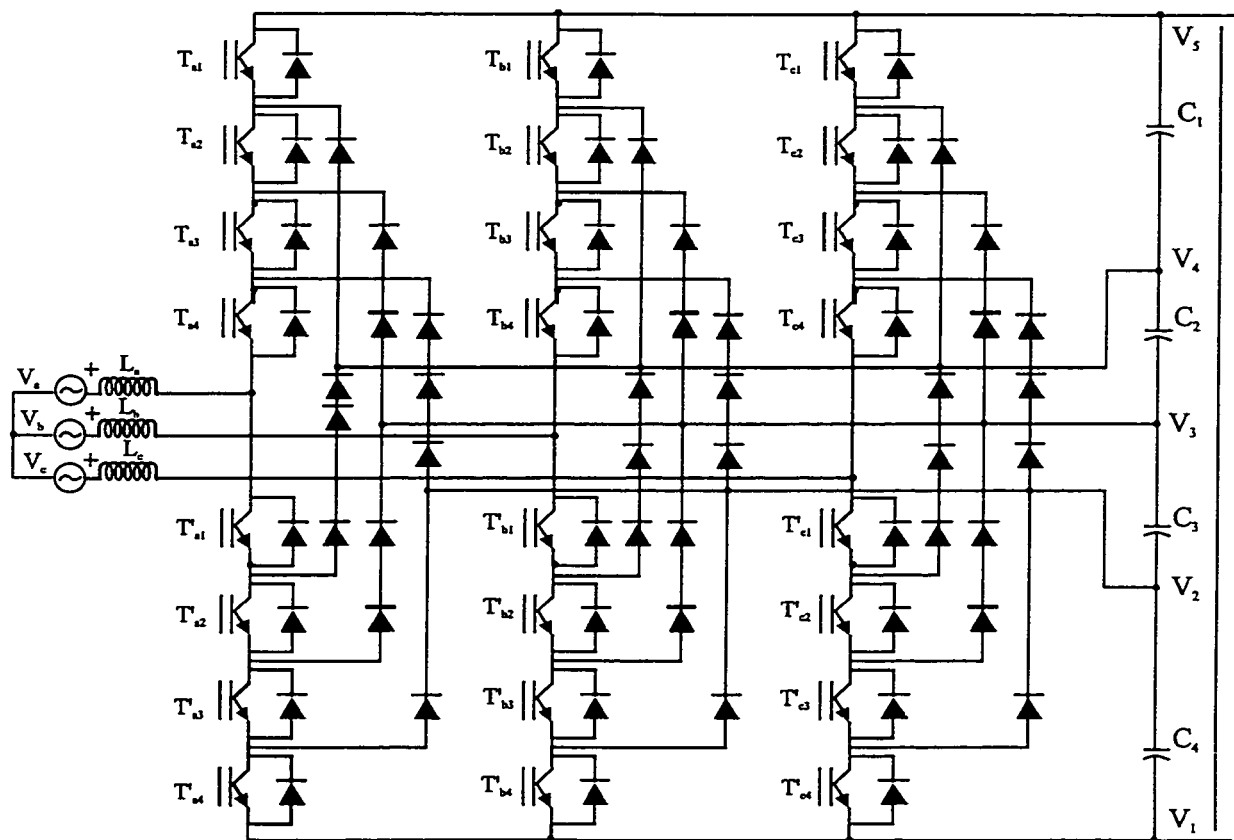 Ta1 Tb1 Tc1 V5
C1
Ta2 Tb2 Tc2
Ta3 Tb3 Tc3
V4
Ta4 Tb4 Tc4 C2
Va + La
Vb + Lb V3
Vc + Lc
T'a1 T'b1 T'c1 C3
T'a2 T'b2 T'c2 V2
T'a3 T'b3 T'c3
C4
T'a4 T'b4 T'c4
V1